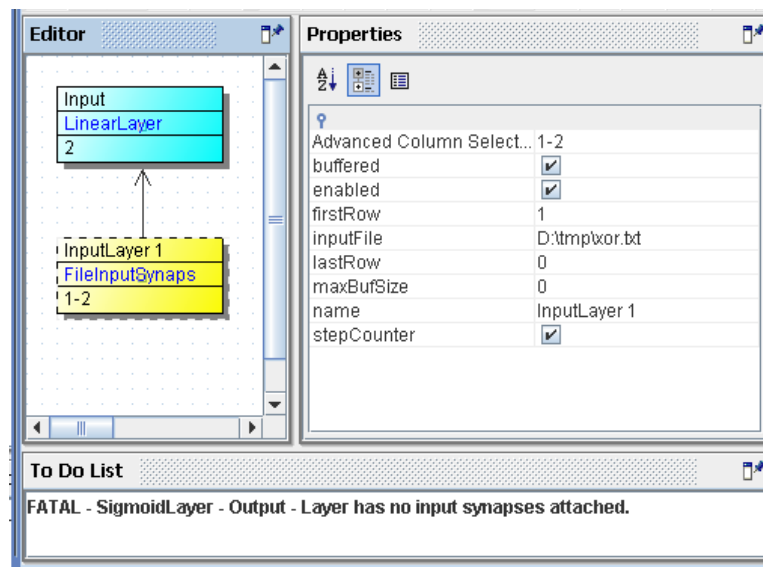 Editor
Input
LinearLayer
2
InputLayer 1
FileInputSynaps
1-2
Properties
Advanced Column Select... 1-2
buffered
enabled
firstRow 1
inputFile D:\tmp\xor.txt
lastRow 0
maxBufSize 0
name InputLayer 1
stepCounter
To Do List
FATAL - SigmoidLayer - Output - Layer has no input synapses attached.